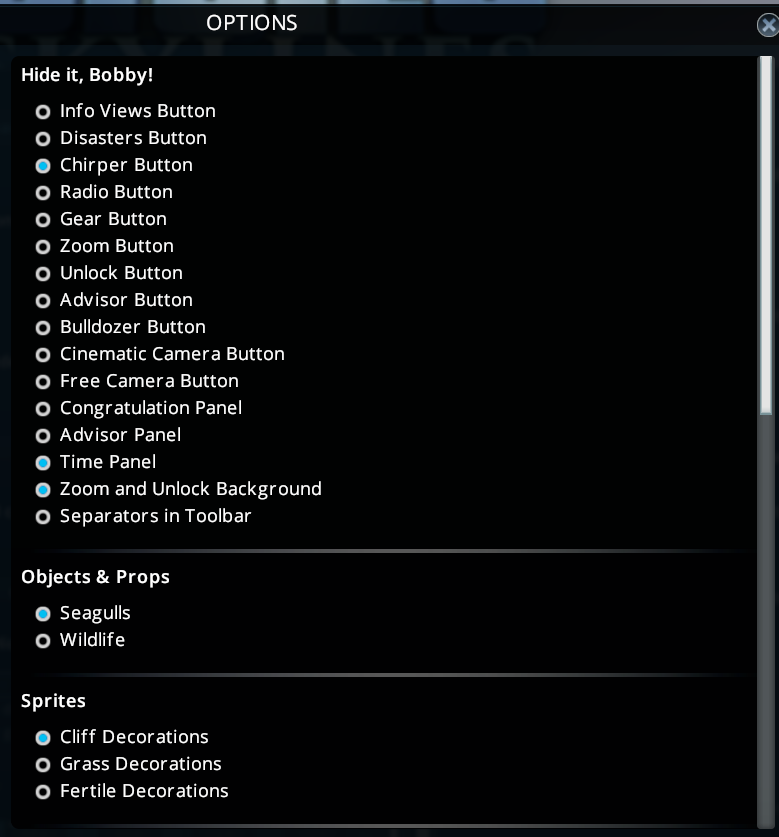 OPTIONS
Hide it, Bobby!
Info Views Button
Disasters Button
Chirper Button
Radio Button
Gear Button
Zoom Button
Unlock Button
Advisor Button
Bulldozer Button
Cinematic Camera Button
Free Camera Button
Congratulation Panel
Advisor Panel
Time Panel
Zoom and Unlock Background
Separators in Toolbar
Objects & Props
Seagulls
Wildlife
Sprites
Cliff Decorations
Grass Decorations
Fertile Decorations